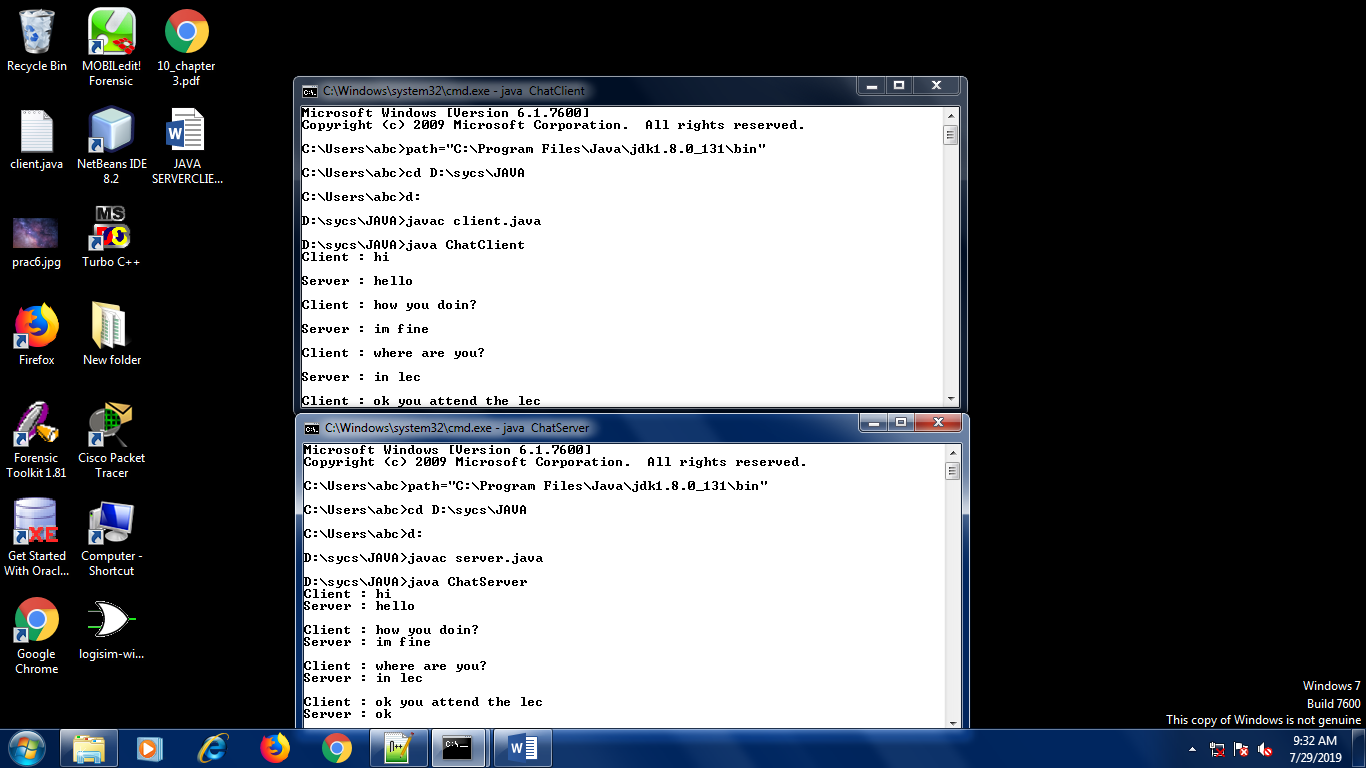 Recycle Bin
MOBILedit!
Forensic
10_chapter
3.pdf
client.java
NetBeans IDE
8.2
JAVA
SERVERCLIE...
prac6.jpg
MS
Turbo C++
Firefox
New folder
Forensic
Toolkit 1.81
Cisco Packet
Tracer
XE
Get Started
With Oracl...
Computer -
Shortcut
Google
Chrome
logisim-wi...
C:\Windows\system32\cmd.exe - java  ChatClient
Microsoft Windows [Version 6.1.7600]
Copyright (c) 2009 Microsoft Corporation.  All rights reserved.
C:\Users\abc>path="C:\Program Files\Java\jdk1.8.0_131\bin"
C:\Users\abc>cd D:\sycs\JAVA
C:\Users\abc>d:
D:\sycs\JAVA>javac client.java
D:\sycs\JAVA>java ChatClient
Client : hi
Server : hello
Client : how you doin?
Server : im fine
Client : where are you?
Server : in lec
Client : ok you attend the lec
C:\Windows\system32\cmd.exe - java  ChatServer
Microsoft Windows [Version 6.1.7600]
Copyright (c) 2009 Microsoft Corporation.  All rights reserved.
C:\Users\abc>path="C:\Program Files\Java\jdk1.8.0_131\bin"
C:\Users\abc>cd D:\sycs\JAVA
C:\Users\abc>d:
D:\sycs\JAVA>javac server.java
D:\sycs\JAVA>java ChatServer
Client : hi
Server : hello
Client : how you doin?
Server : im fine
Client : where are you?
Server : in lec
Client : ok you attend the lec
Server : ok
Windows 7
Build 7600
This copy of Windows is not genuine
9:32 AM
7/29/2019